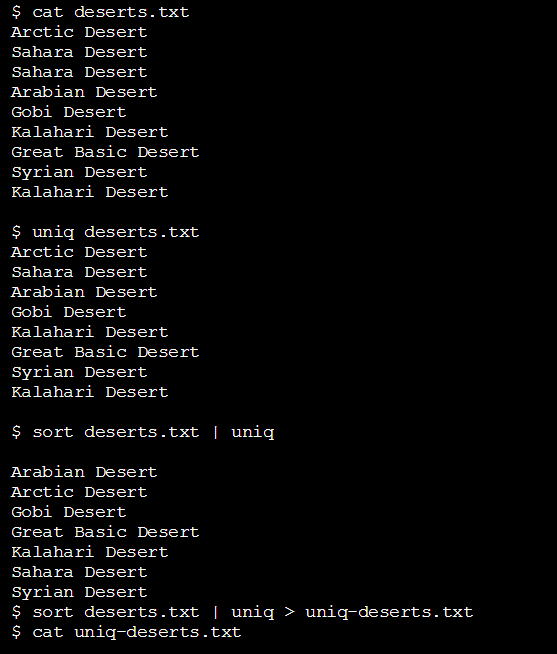 $ cat deserts.txt
Arctic Desert
Sahara Desert
Sahara Desert
Arabian Desert
Gobi Desert
Kalahari Desert
Great Basic Desert
Syrian Desert
Kalahari Desert
$ uniq deserts.txt
Arctic Desert
Sahara Desert
Arabian Desert
Gobi Desert
Kalahari Desert
Great Basic Desert
Syrian Desert
Kalahari Desert
$ sort deserts.txt | uniq
Arabian Desert
Arctic Desert
Gobi Desert
Great Basic Desert
Kalahari Desert
Sahara Desert
Syrian Desert
$ sort deserts.txt | uniq > uniq-deserts.txt
$ cat uniq-deserts.txt